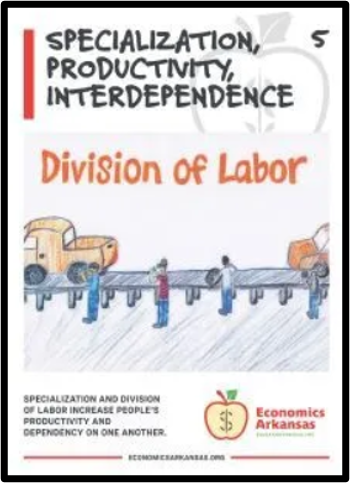 SPECIALIZATION, 5
PRODUCTIVITY,
INTERDEPENDENCE
Division of Labor
SPECIALIZATION AND DIVISION
OF LABOR INCREASE PEOPLE'S
PRODUCTIVITY AND
DEPENDENCY ON ONE ANOTHER.
$
Economics
Arkansas
ECONOMICSARKANSAS.ORG